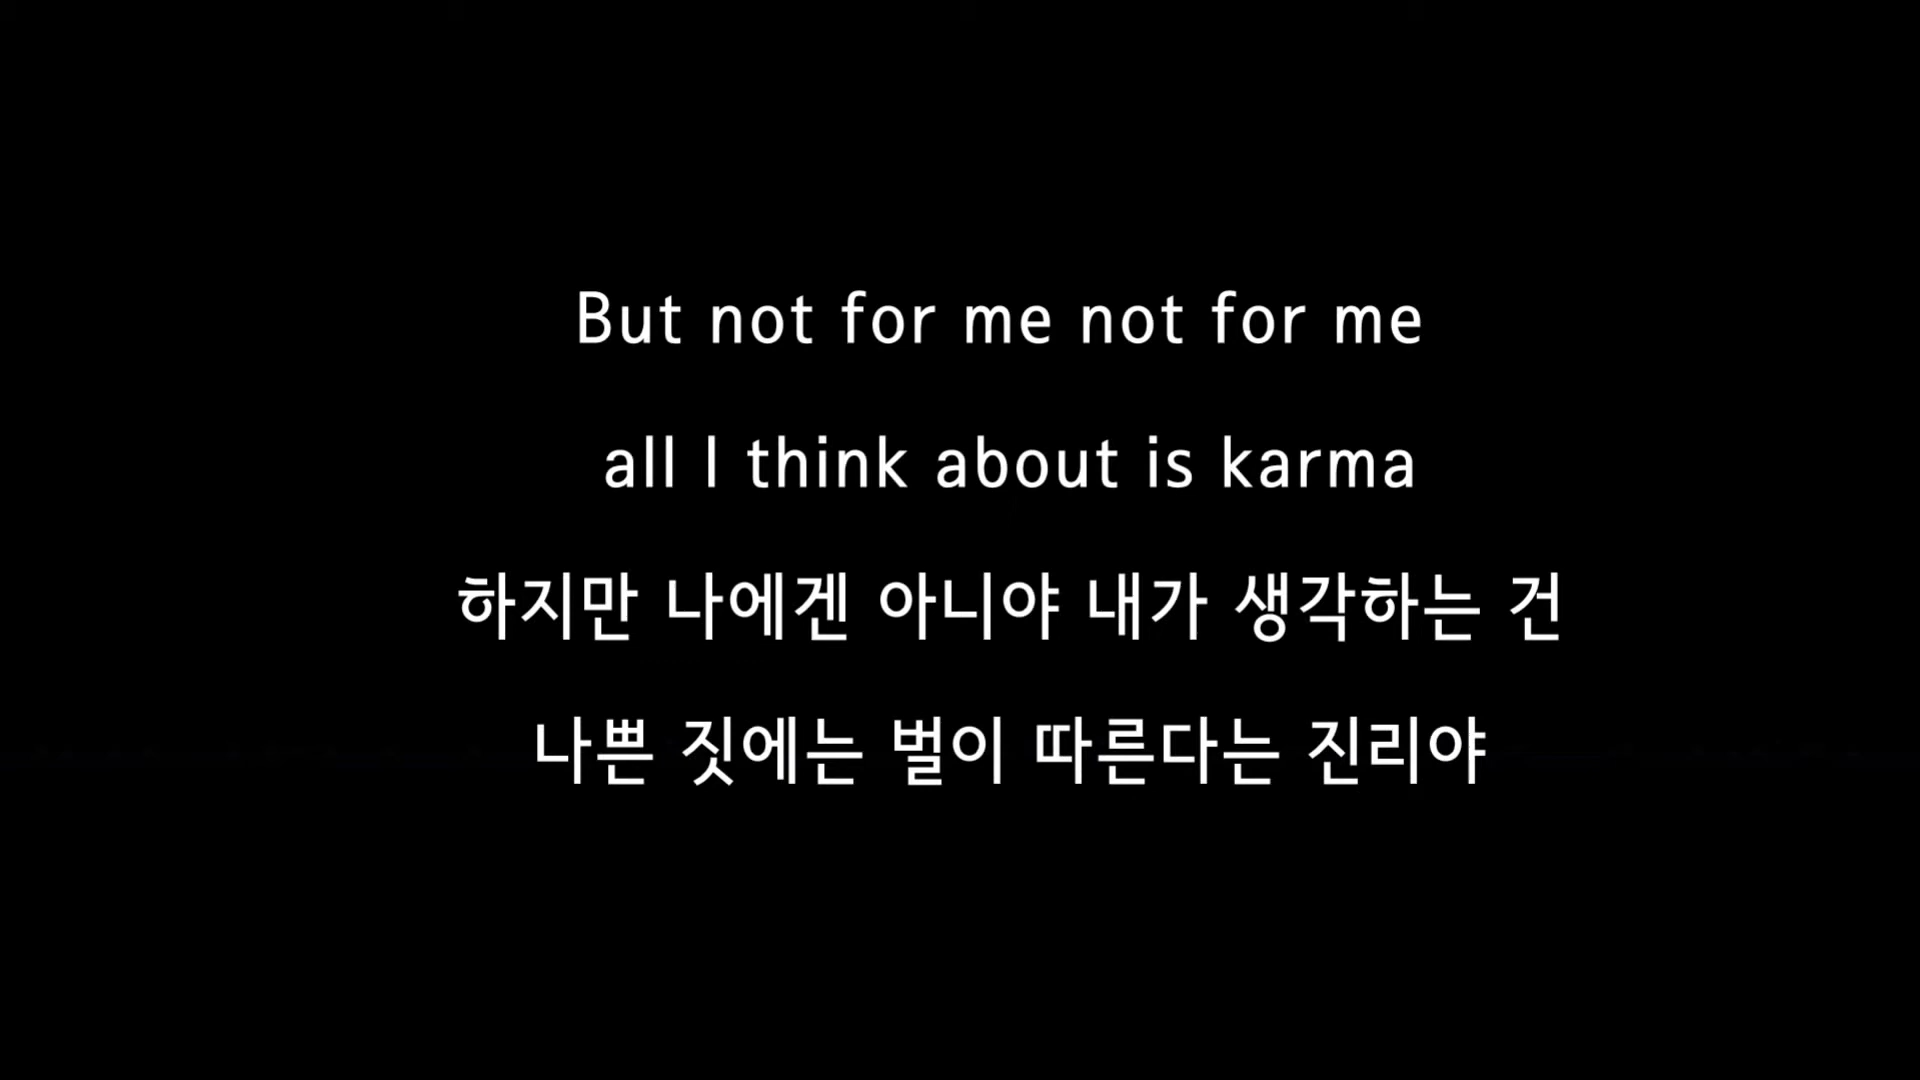 But not for me not for me
all I think about is karma
하지만 나에겐 아니야 내가 생각하는 건
나쁜 짓에는 벌이 따른다는 진리야